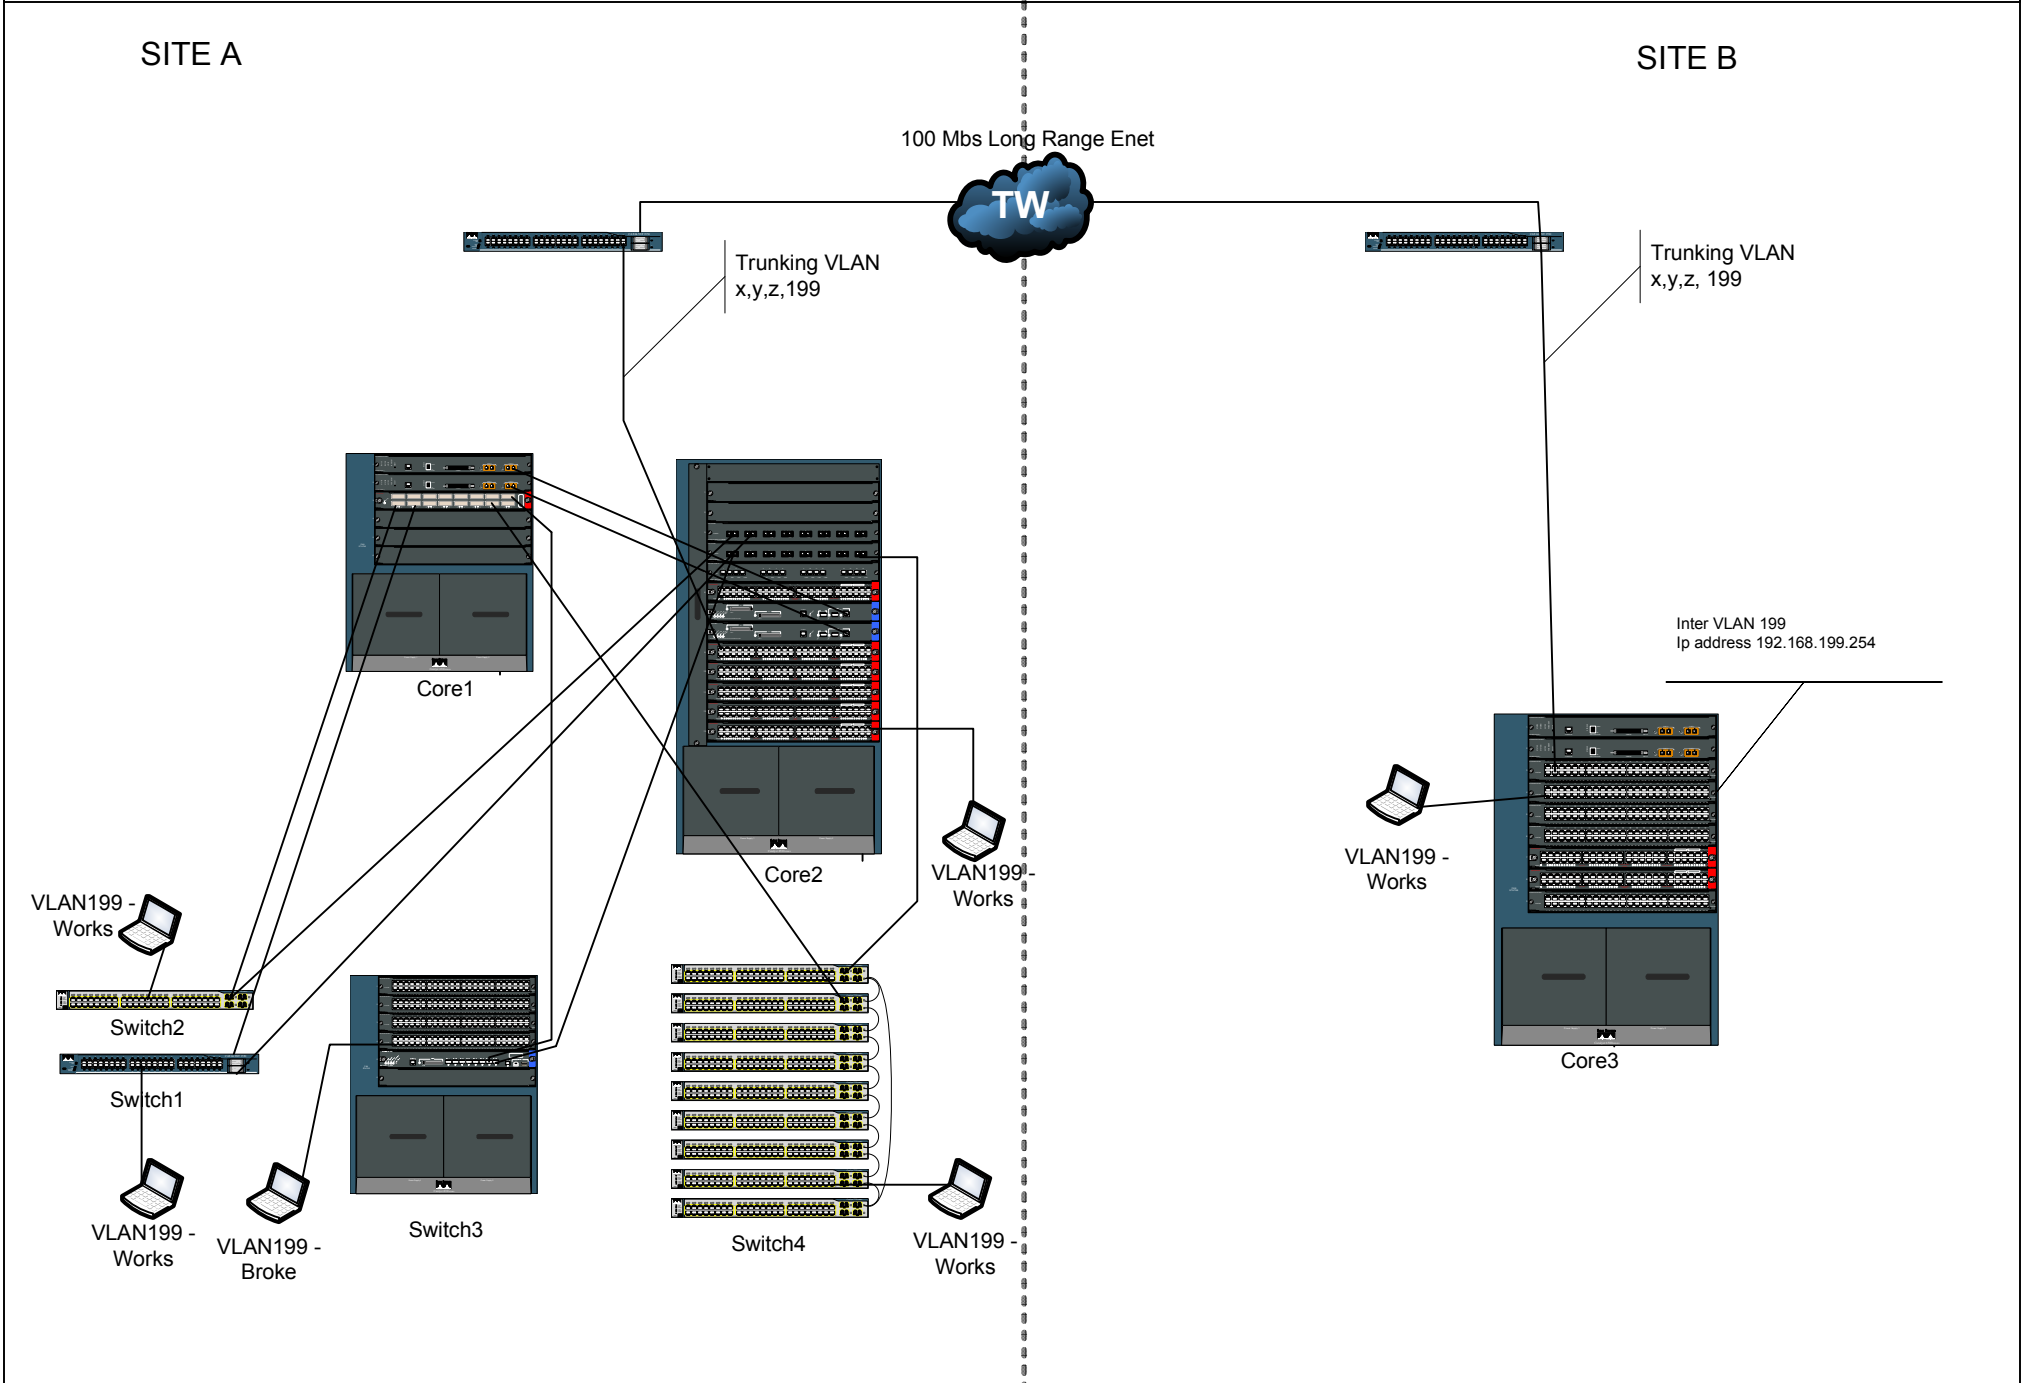 SITE A
SITE B
100 Mbs Long Range Enet
TW
Trunking VLAN
x,y,z,199
Trunking VLAN
x,y,z, 199
Inter VLAN 199
Ip address 192.168.199.254
Core1
Core2
VLAN199 -
Works
VLAN199 -
Works
VLAN199 -
Works
Switch2
Switch1
Core3
VLAN199 -
Works
VLAN199 -
Broke
Switch3
Switch4
VLAN199 -
Works